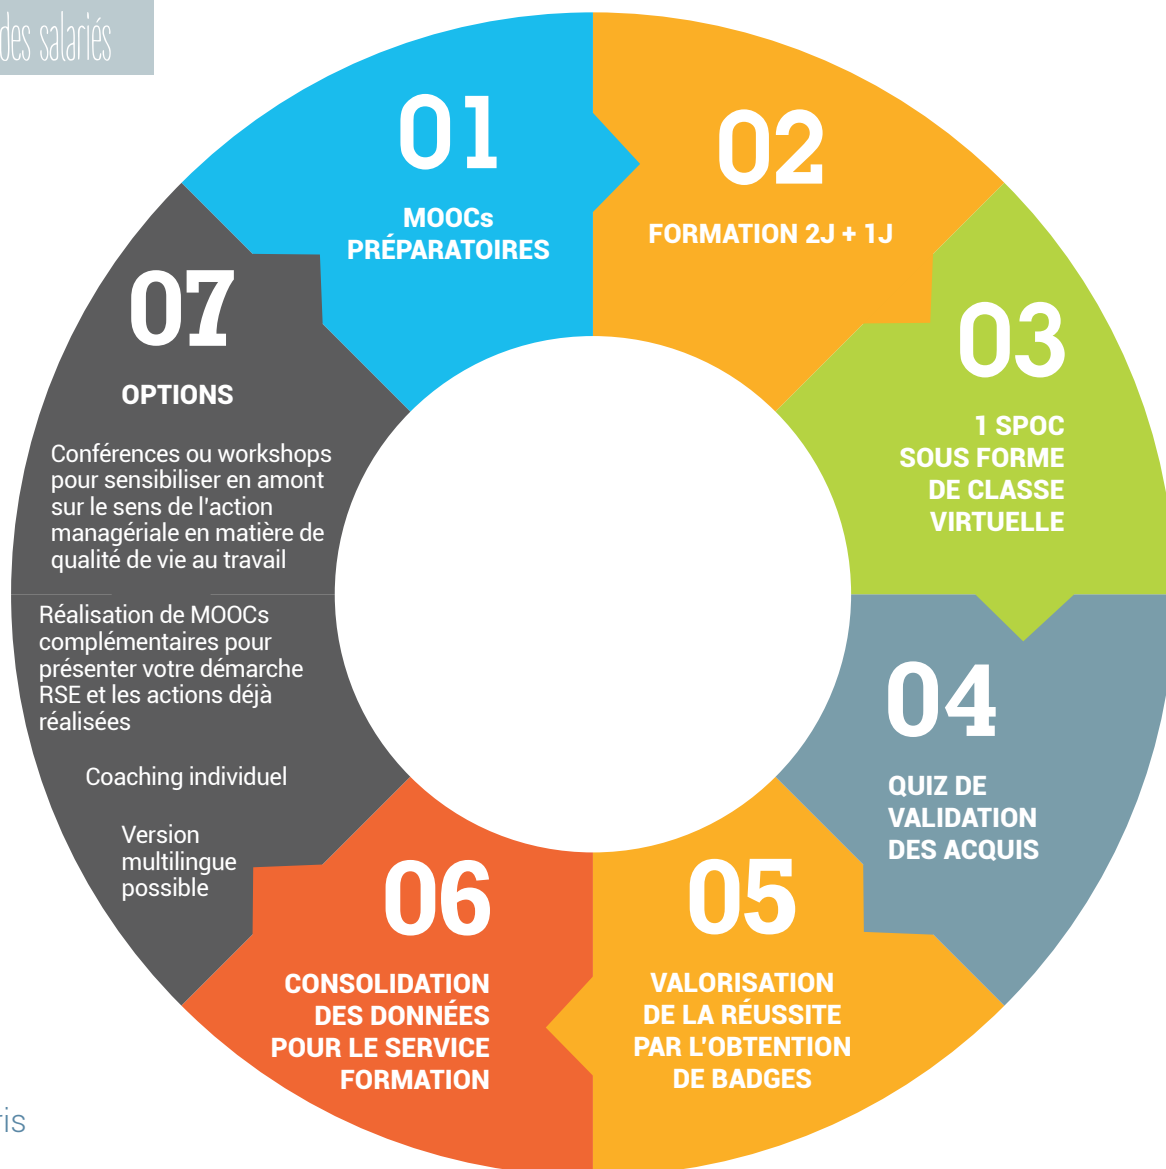 des salariés
01
MOOCs
PRÉPARATOIRES
02
FORMATION 2J + 1J
03
1 SPOC
SOUS FORME
DE CLASSE
VIRTUELLE
04
QUIZ DE
VALIDATION
DES ACQUIS
05
VALORISATION
DE LA RÉUSSITE
PAR L'OBTENTION
DE BADGES
06
CONSOLIDATION
DES DONNÉES
POUR LE SERVICE
FORMATION
07
OPTIONS
Conférences ou workshops
pour sensibiliser en amont
sur le sens de l'action
managériale en matière de
qualité de vie au travail
Réalisation de MOOCs
complémentaires pour
présenter votre démarche
RSE et les actions déjà
réalisées
Coaching individuel
Version
multilingue
possible